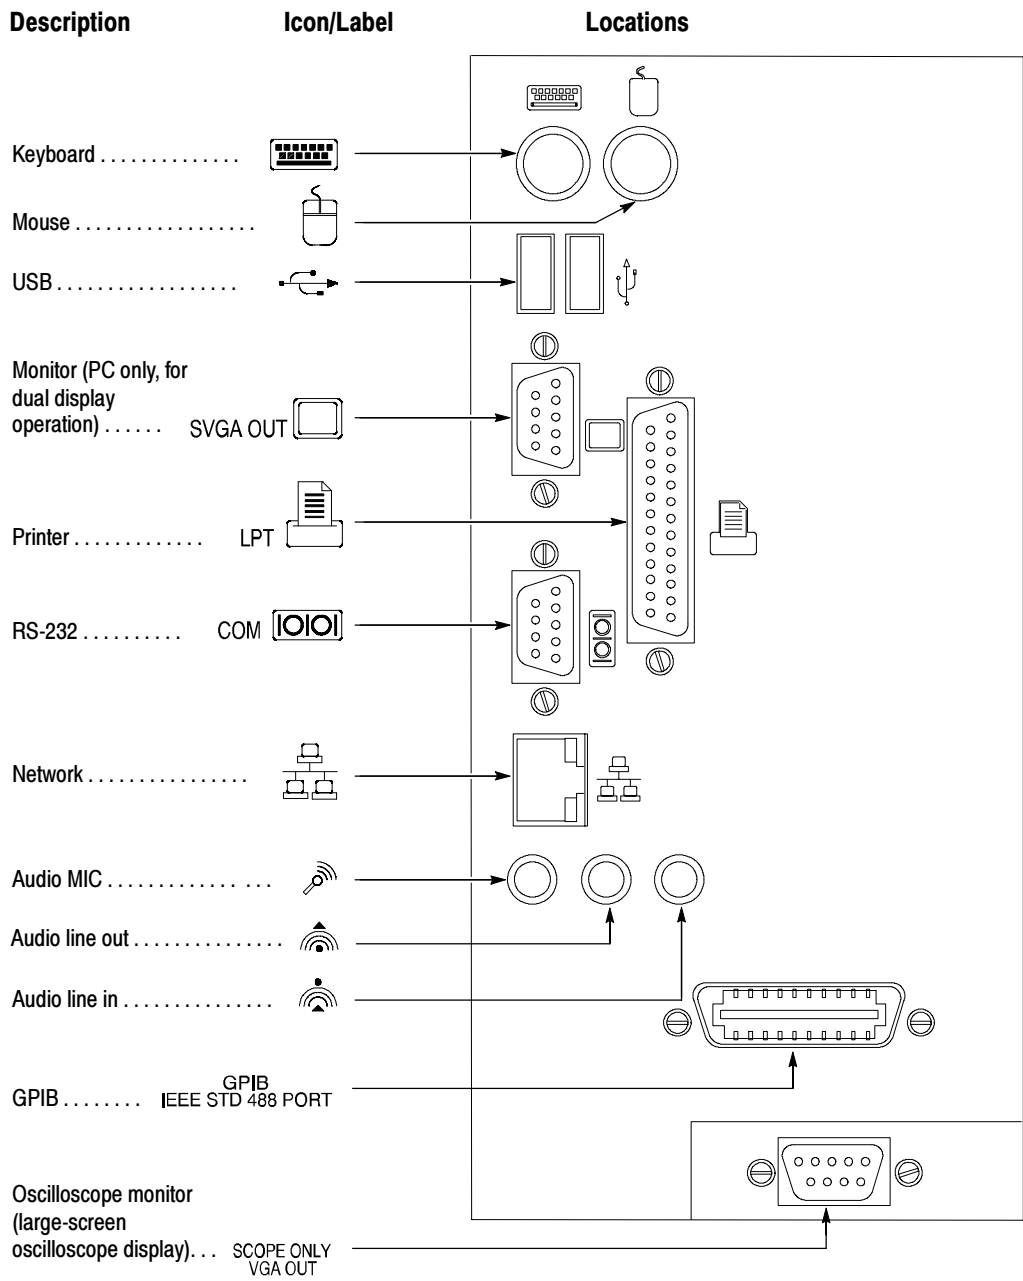 Description Icon/Label Locations
Keyboard . . . . . . . . . . . . . .
Mouse . . . . . . . . . . . . . . . . . .
USB . . . . . . . . . . . . . . . . . .
Monitor (PC only, for
dual display
operation) . . . . . . SVGA OUT
Printer . . . . . . . . . . . . . LPT
RS-232 . . . . . . . . . . COM |O|O|
Network . . . . . . . . . . . . . . . .
Audio MIC . . . . . . . . . . . . . . . .
Audio line out . . . . . . . . . . . . . . .
Audio line in . . . . . . . . . . . . . . .
GPIB
GPIB . . . . . . . . IEEE STD 488 PORT
Oscilloscope monitor
(large-screen
oscilloscope display). . . SCOPE ONLY
VGA OUT